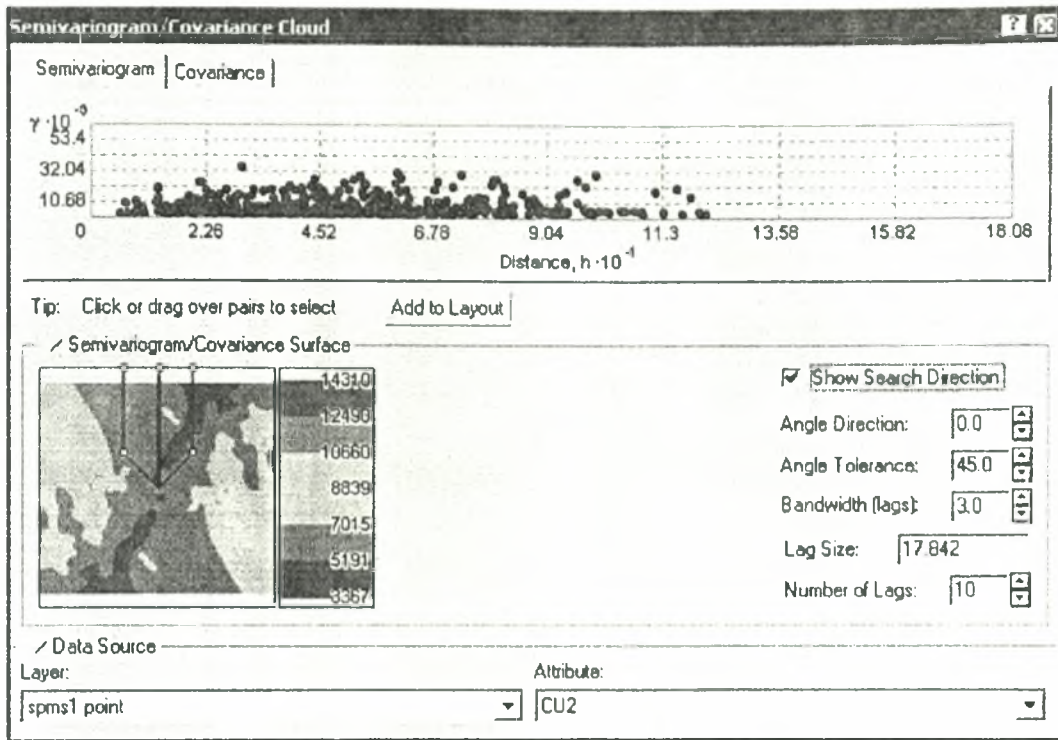 Semivariogram/Covariance Cloud
Semivariogram Covariance
γ·10
53.4
32.04
10.68
0 2.26 4.52 6.78 9.04 11.3 13.58 15.82 18.08
Distance, h·10⁻¹
Tip: Click or drag over pairs to select Add to Layout
Semivariogram/Covariance Surface
14310
12490
10660
8839
7015
5191
3367
Show Search Direction
Angle Direction: 0.0
Angle Tolerance: 45.0
Bandwidth (lags): 3.0
Lag Size: 17.842
Number of Lags: 10
Data Source
Layer: Attribute:
spms1 point CU2